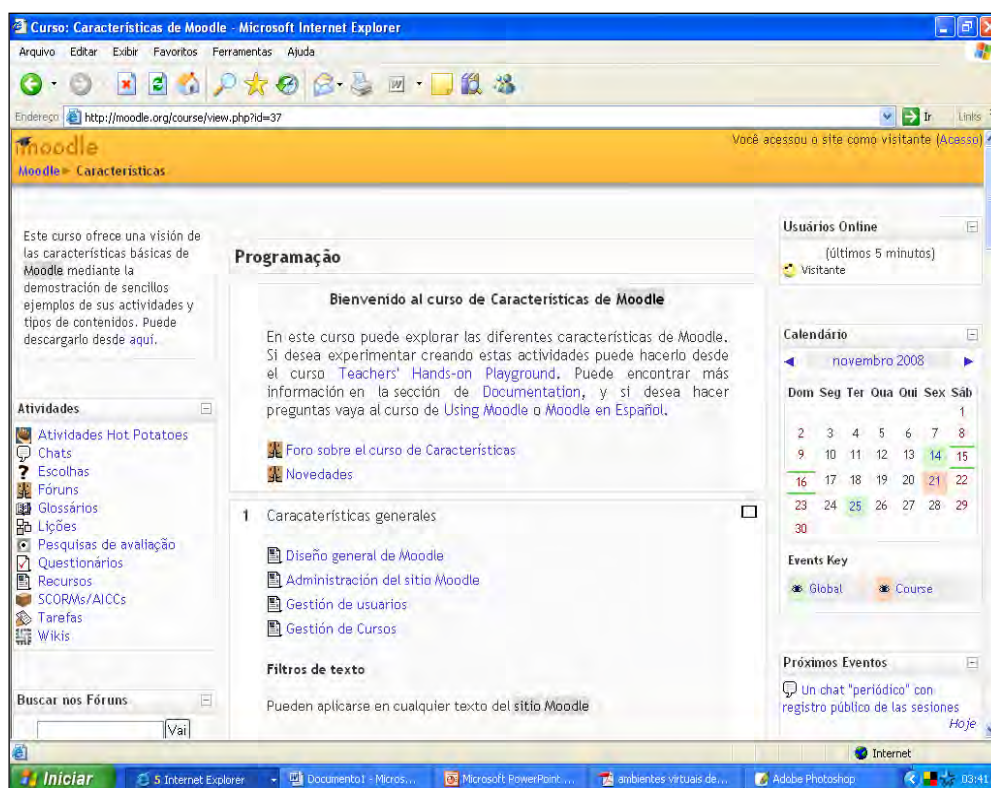 Curso: Características de Moodle - Microsoft Internet Explorer
Arquivo Editar Exibir Favoritos Ferramentas Ajuda
Endereço http://moodle.org/course/view.php?id=37 Ir Links
moodle
Você acessou o site como visitante (Acesso)
Moodle ► Características
Este curso ofrece una visión de
las características básicas de
Moodle mediante la
demostración de sencillos
ejemplos de sus actividades y
tipos de contenidos. Puede
descargarlo desde aquí.
Atividades
Atividades Hot Potatoes
Chats
Escolhas
Fóruns
Glossários
Lições
Pesquisas de avaliação
Questionários
Recursos
SCORMs/AICCs
Tarefas
Wikis
Buscar nos Fóruns
Vai
Programação
Bienvenido al curso de Características de Moodle
En este curso puede explorar las diferentes características de Moodle.
Si desea experimentar creando estas actividades puede hacerlo desde
el curso Teachers' Hands-on Playground. Puede encontrar más
información en la sección de Documentation, y si desea hacer
preguntas vaya al curso de Using Moodle o Moodle en Español.
Foro sobre el curso de Características
Novedades
1 Caracaterísticas generales
Diseño general de Moodle
Administración del sitio Moodle
Gestión de usuarios
Gestión de Cursos
Filtros de texto
Pueden aplicarse en cualquier texto del sitio Moodle
Usuários Online
(últimos 5 minutos)
Visitante
Calendário
◄ novembro 2008 ►
Dom Seg Ter Qua Qui Sex Sáb
1
2 3 4 5 6 7 8
9 10 11 12 13 14 15
16 17 18 19 20 21 22
23 24 25 26 27 28 29
30
Events Key
Global Course
Próximos Eventos
Un chat "periódico" con
registro público de las sesiones
Hoje
Internet
Iniciar 5 Internet Explorer Documento1 - Micros... Microsoft PowerPoint ... ambientes virtuais de... Adobe Photoshop 03:41